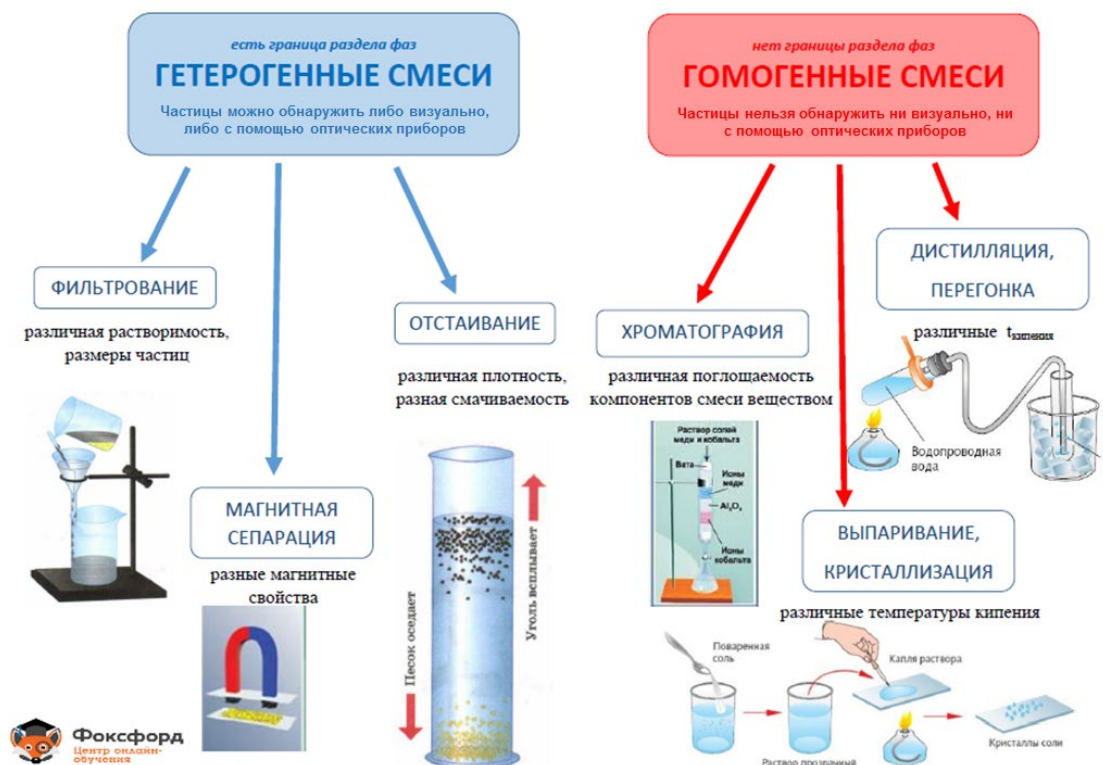 есть граница раздела фаз
ГЕТЕРОГЕННЫЕ СМЕСИ
Частицы можно обнаружить либо визуально,
либо с помощью оптических приборов
нет границы раздела фаз
ГОМОГЕННЫЕ СМЕСИ
Частицы нельзя обнаружить ни визуально, ни
с помощью оптических приборов
ФИЛЬТРОВАНИЕ
различная растворимость,
размеры частиц
МАГНИТНАЯ
СЕПАРАЦИЯ
разные магнитные
свойства
ОТСТАИВАНИЕ
различная плотность,
разная смачиваемость
Песок оседает
Уголь всплывает
ХРОМАТОГРАФИЯ
различная поглощаемость
компонентов смеси веществом
Раствор солей
меди и кобальта
Вата
Ионы
меди
Al₂O₃
Ионы
кобальта
ДИСТИЛЛЯЦИЯ,
ПЕРЕГОНКА
различные tкипения
Водопроводная
вода
ВЫПАРИВАНИЕ,
КРИСТАЛЛИЗАЦИЯ
различные температуры кипения
Поваренная
соль
Капля раствора
Раствор прозрачный
Кристаллы соли
Фоксфорд
Центр онлайн-
обучения